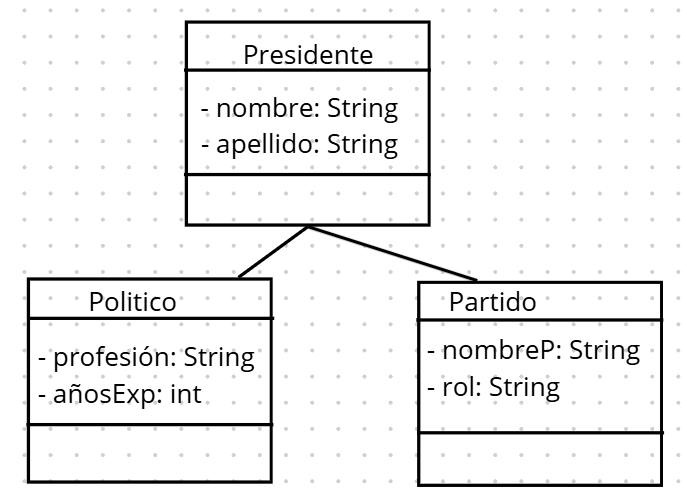 Presidente
- nombre: String
- apellido: String
Politico
- profesión: String
- añosExp: int
Partido
- nombreP: String
- rol: String